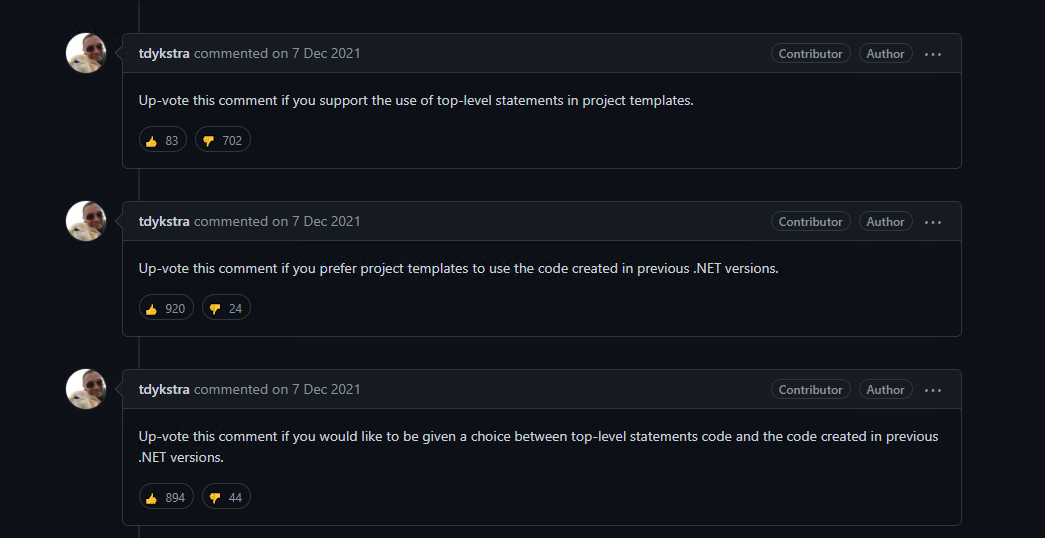 tdykstra commented on 7 Dec 2021 Contributor Author ...
Up-vote this comment if you support the use of top-level statements in project templates.
👍 83 👎 702
tdykstra commented on 7 Dec 2021 Contributor Author ...
Up-vote this comment if you prefer project templates to use the code created in previous .NET versions.
👍 920 👎 24
tdykstra commented on 7 Dec 2021 Contributor Author ...
Up-vote this comment if you would like to be given a choice between top-level statements code and the code created in previous
.NET versions.
👍 894 👎 44